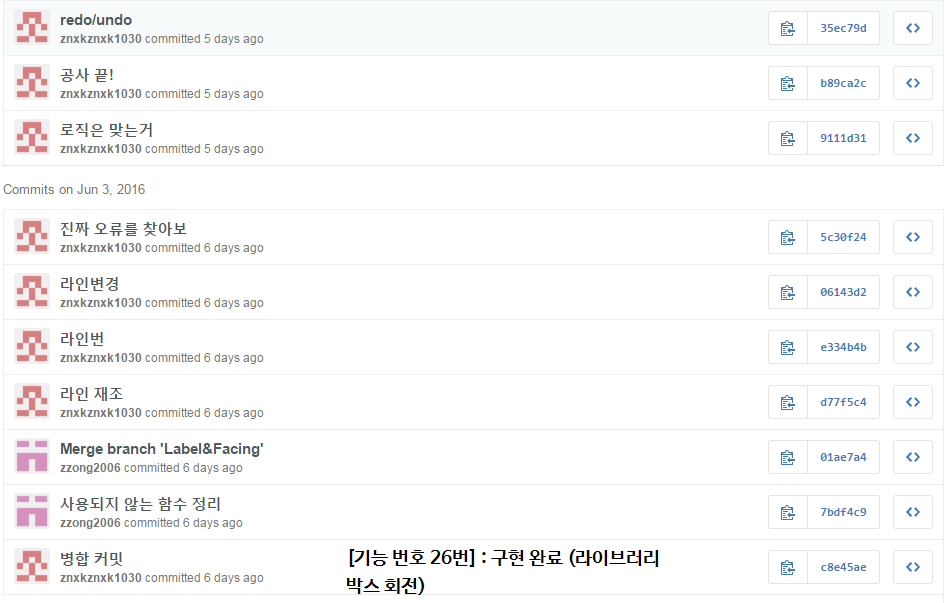 redo/undo
znxkznxk1030 committed 5 days ago
35ec79d
공사 끝!
znxkznxk1030 committed 5 days ago
b89ca2c
로직은 맞는거
znxkznxk1030 committed 5 days ago
9111d31
Commits on Jun 3, 2016
진짜 오류를 찾아보
znxkznxk1030 committed 6 days ago
5c30f24
라인변경
znxkznxk1030 committed 6 days ago
06143d2
라인번
znxkznxk1030 committed 6 days ago
e334b4b
라인 재조
znxkznxk1030 committed 6 days ago
d77f5c4
Merge branch 'Label&Facing'
zzong2006 committed 6 days ago
01ae7a4
사용되지 않는 함수 정리
zzong2006 committed 6 days ago
7bdf4c9
병합 커밋
znxkznxk1030 committed 6 days ago
[기능 번호 26번] : 구현 완료 (라이브러리
박스 회전)
c8e45ae